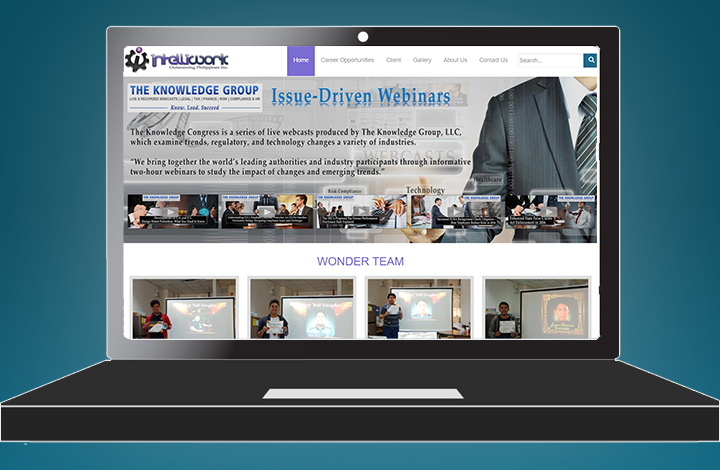 intelliwork
Outsourcing Philippines Inc.
Home
Career Opportunities
Client
Gallery
About Us
Contact Us
Search...
THE KNOWLEDGE GROUP
LIVE & RECORDED WEBCASTS | LEGAL | TAX | FINANCE | RISK | COMPLIANCE & HR
Know. Lead. Succeed
Issue-Driven Webinars
The Knowledge Congress is a series of live webcasts produced by The Knowledge Group, LLC,
which examine trends, regulatory, and technology changes a variety of industries.
WEBCASTS
“We bring together the world's leading authorities and industry participants through informative
two-hour webinars to study the impact of changes and emerging trends.”
Healthcare
Risk Compliance
Technology
THE KNOWLEDGE GROUP
THE KNOWLEDGE GROUP
THE KNOWLEDGE GROUP
THE KNOWLEDGE GROUP
THE KNOWLEDGE GROUP
WONDER TEAM